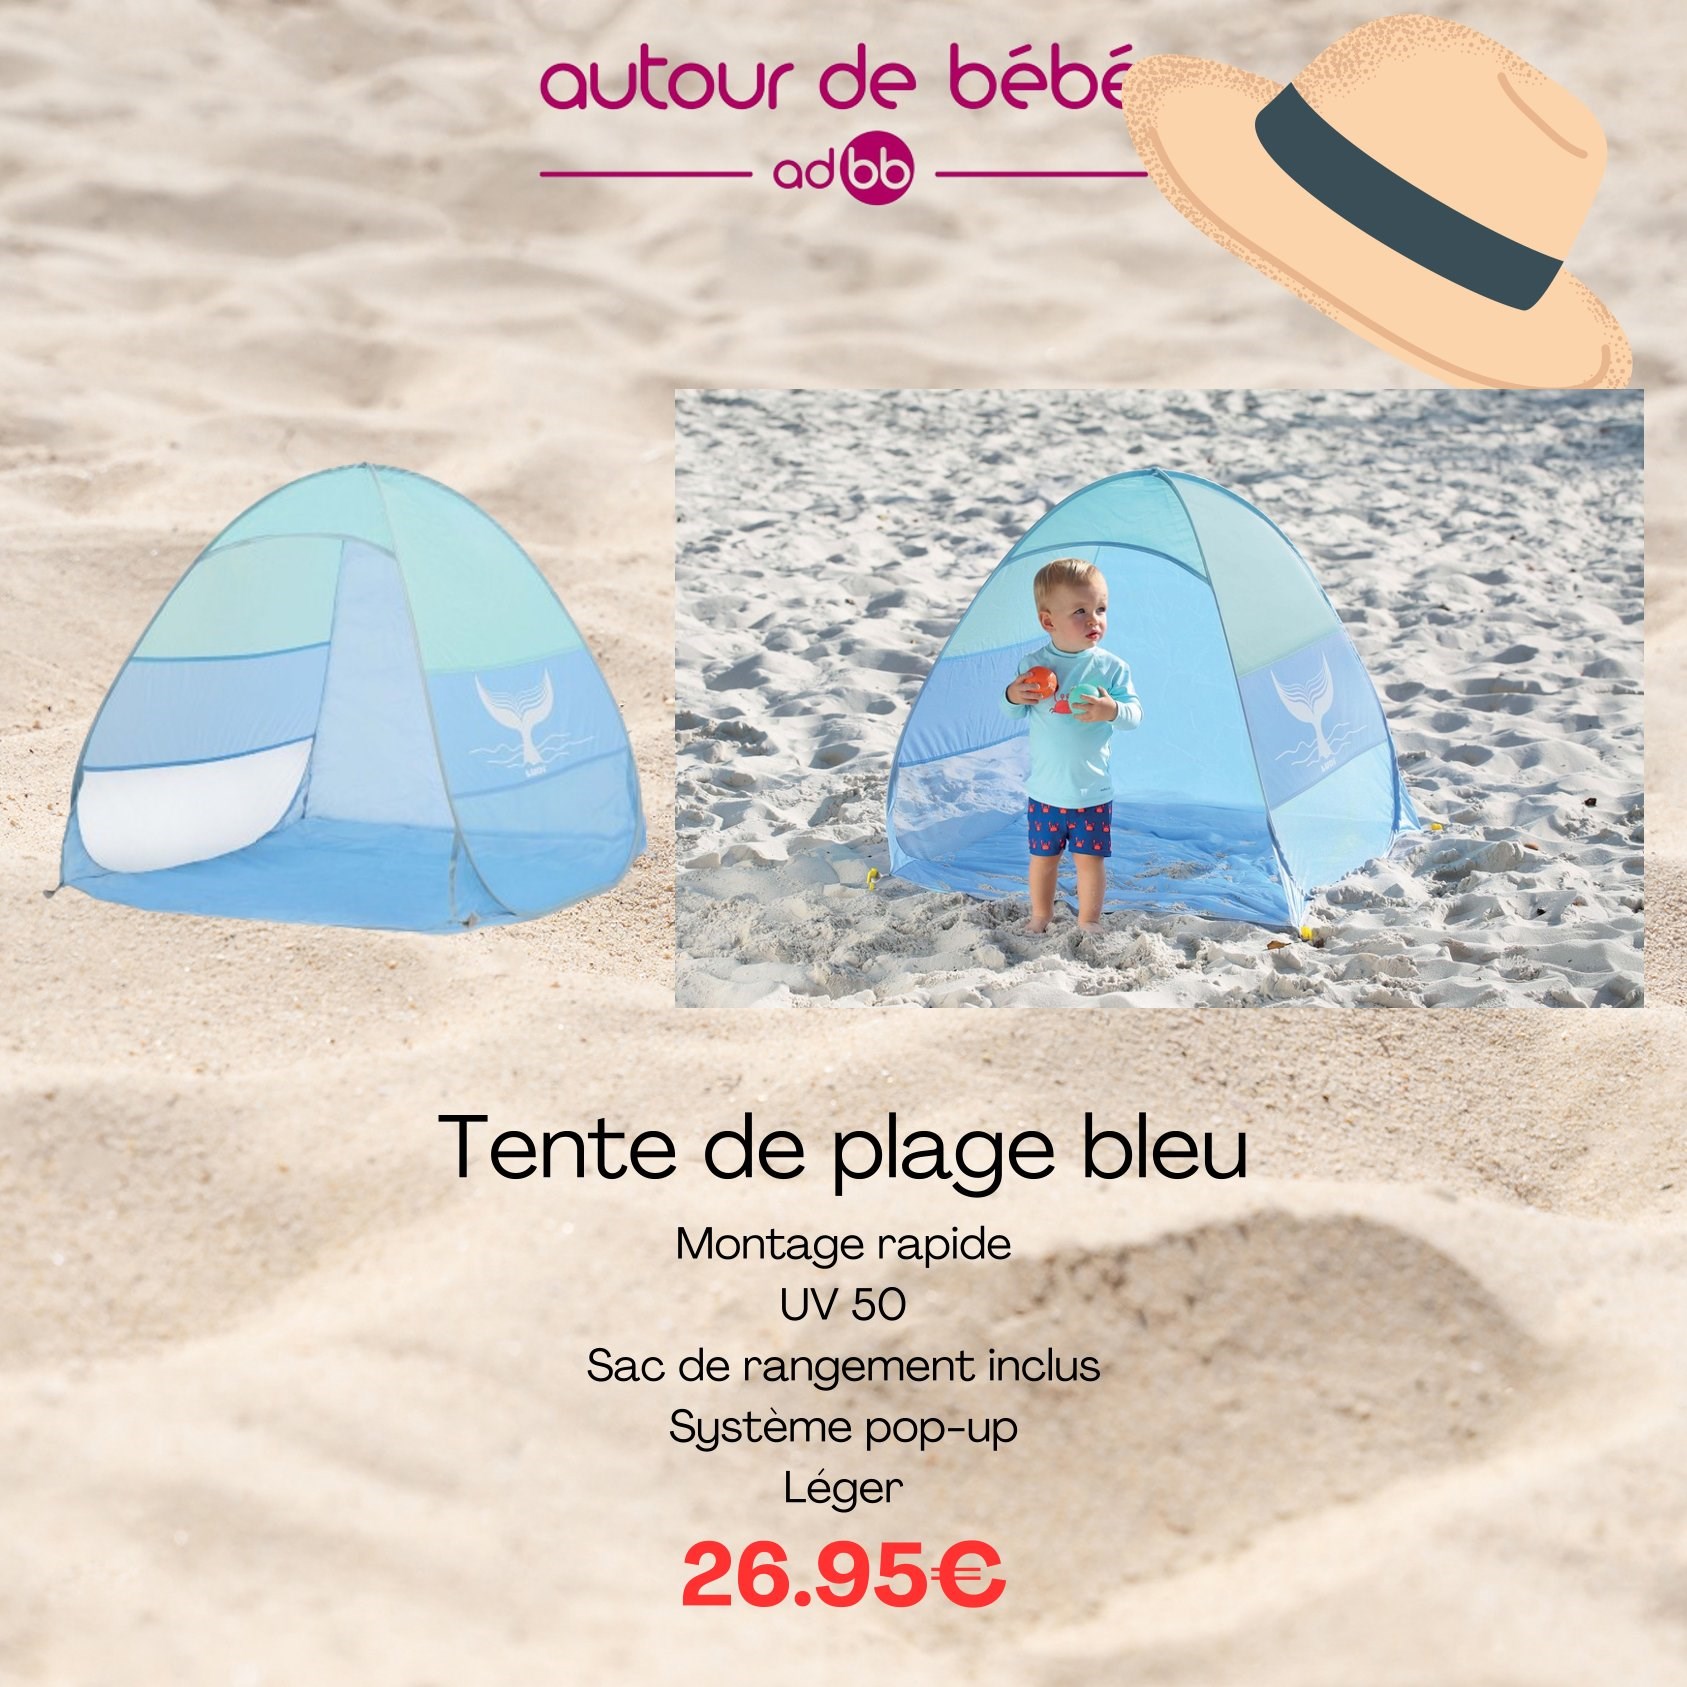 autour de bébé
adbb
Tente de plage bleu
Montage rapide
UV 50
Sac de rangement inclus
Système pop-up
Léger
26.95€